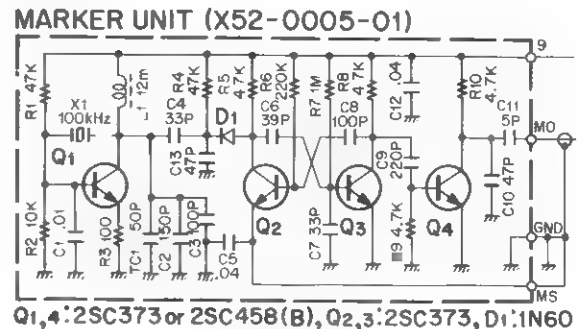 MARKER UNIT (X52-0005-01)
R1 47K
X1
100kHz
L1 12m
C4
33P
R4 47K
R5 4.7K
D1
R6 220K
C6
39P
R7 1M
R8 4.7K
C8
100P
C12 .04
R10 4.7K
C11
5P
9
MO
Q1
C13 47P
Q2
Q3
C9 220P
Q4
C10 47P
R2 10K
C1 .01
R3 100
TC1 50P
C2 150P
C3 100P
C5
.04
C7 33P
R9 4.7K
GND
MS
Q1,4:2SC373 or 2SC458(B), Q2,3:2SC373, D1:1N60